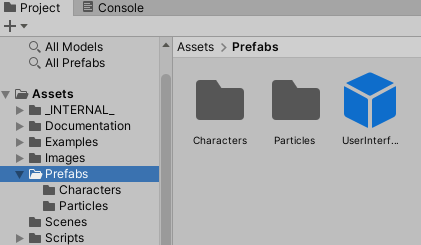 Project
Console
All Models
All Prefabs
Assets
_INTERNAL_
Documentation
Examples
Images
Prefabs
Characters
Particles
Scenes
Scripts
Assets > Prefabs
Characters
Particles
UserInterf...